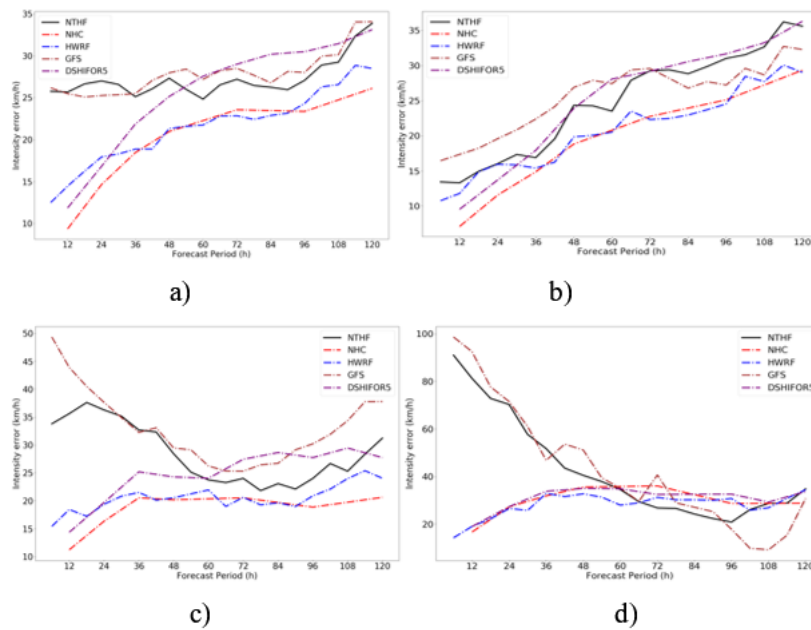 35
30
25
20
15
10
Intensity error (km/h)
NTHF
NHC
HWRF
GFS
DSHIFOR5
12 24 36 48 60 72 84 96 108 120
Forecast Period (h)
a)
35
30
25
20
15
10
Intensity error (km/h)
NTHF
NHC
HWRF
GFS
DSHIFOR5
12 24 36 48 60 72 84 96 108 120
Forecast Period (h)
b)
50
45
40
35
30
25
20
15
10
Intensity error (km/h)
NTHF
NHC
HWRF
GFS
DSHIFOR5
12 24 36 48 60 72 84 96 108 120
Forecast Period (h)
c)
100
80
60
40
20
Intensity error (km/h)
NTHF
NHC
HWRF
GFS
DSHIFOR5
12 24 36 48 60 72 84 96 108 120
Forecast Period (h)
d)